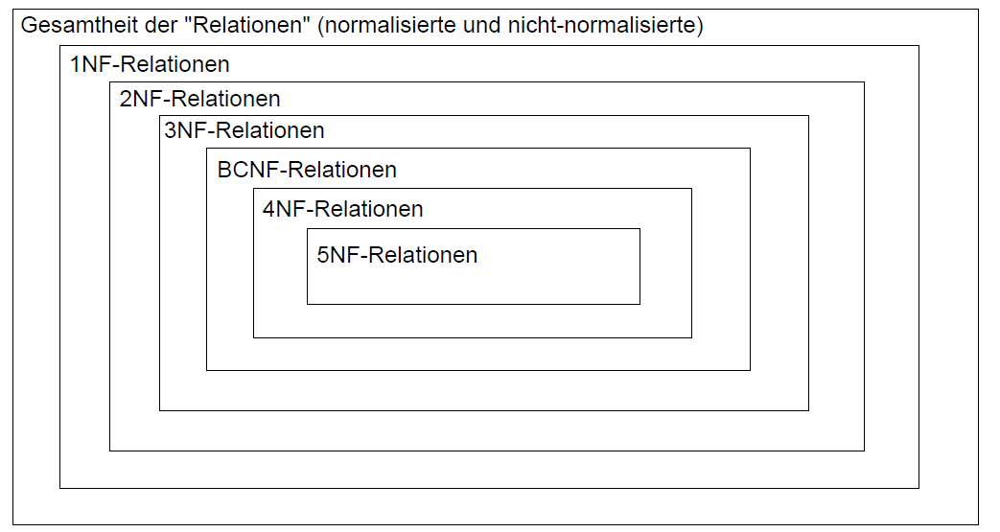 Gesamtheit der "Relationen" (normalisierte und nicht-normalisierte)
1NF-Relationen
2NF-Relationen
3NF-Relationen
BCNF-Relationen
4NF-Relationen
5NF-Relationen